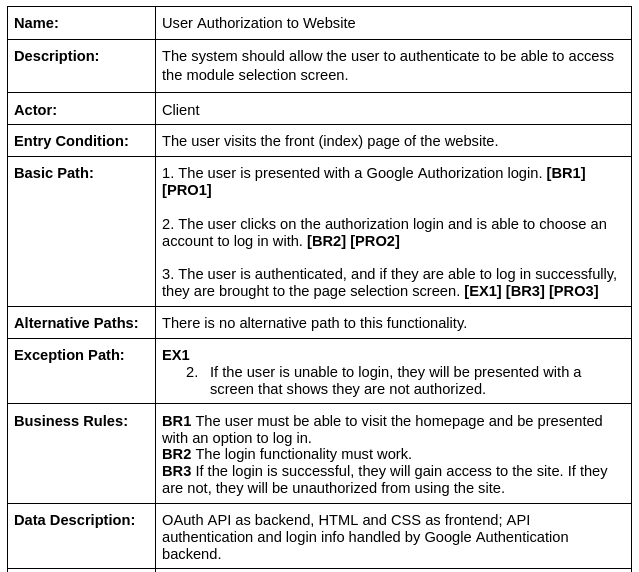 Name: User Authorization to Website
Description: The system should allow the user to authenticate to be able to access
the module selection screen.
Actor: Client
Entry Condition: The user visits the front (index) page of the website.
Basic Path: 1. The user is presented with a Google Authorization login. [BR1]
[PRO1]
2. The user clicks on the authorization login and is able to choose an
account to log in with. [BR2] [PRO2]
3. The user is authenticated, and if they are able to log in successfully,
they are brought to the page selection screen. [EX1] [BR3] [PRO3]
Alternative Paths: There is no alternative path to this functionality.
Exception Path: EX1
2. If the user is unable to login, they will be presented with a
screen that shows they are not authorized.
Business Rules: BR1 The user must be able to visit the homepage and be presented
with an option to log in.
BR2 The login functionality must work.
BR3 If the login is successful, they will gain access to the site. If they
are not, they will be unauthorized from using the site.
Data Description: OAuth API as backend, HTML and CSS as frontend; API
authentication and login info handled by Google Authentication
backend.